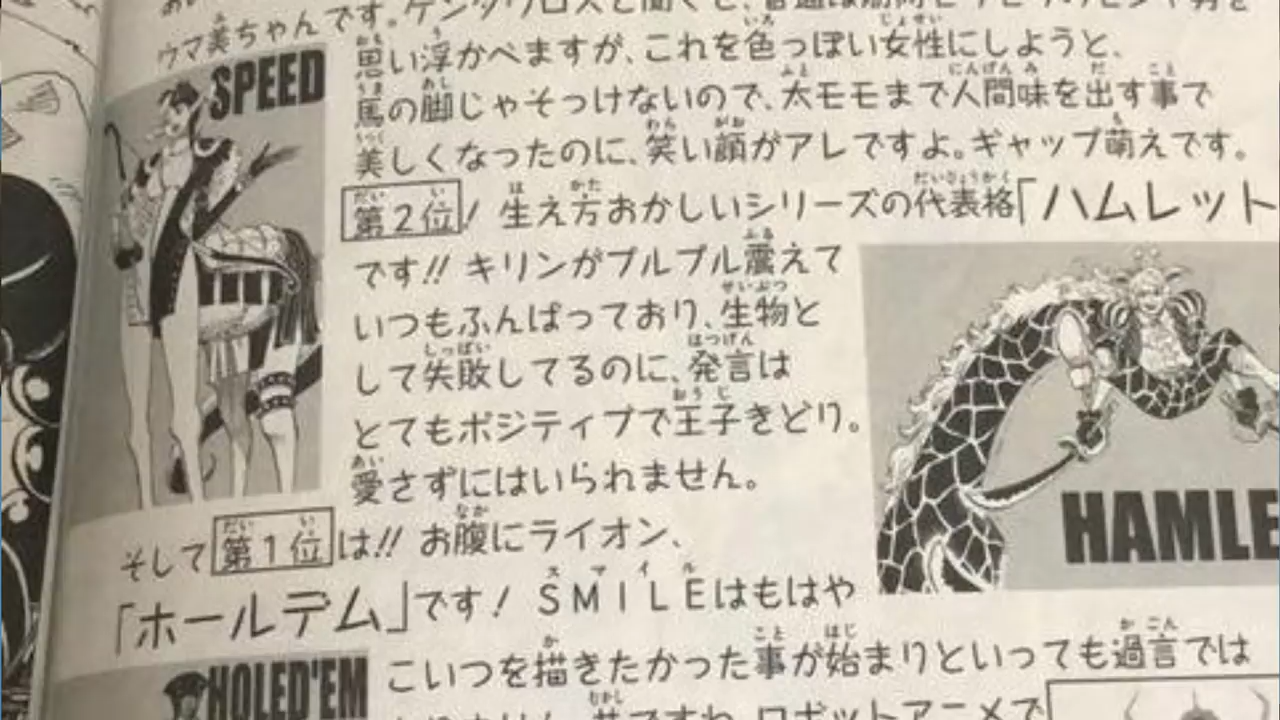 ウマ美ちゃんです。ケンタウロスと聞くと、
SPEED
思い浮かべますが、これを色っぽい女性にしようと、
馬の脚じゃそっけないので、太モモまで人間味を出す事で
美しくなったのに、笑い顔がアレですよ。ギャップ萌えです。
第2位! 生え方おかしいシリーズの代表格「ハムレット
です!! キリンがプルプル震えて
いつもふんばっており、生物と
して失敗してるのに、発言は
とてもポジティブで王子きどり。
愛さずにはいられません。
HAMLE
そして第1位は!! お腹にライオン、
「ホールデム」です! SMILEはもはや
HOLED'EM
こいつを描きたかった事が始まりといっても過言では
昔ですね、ロボットアニメで